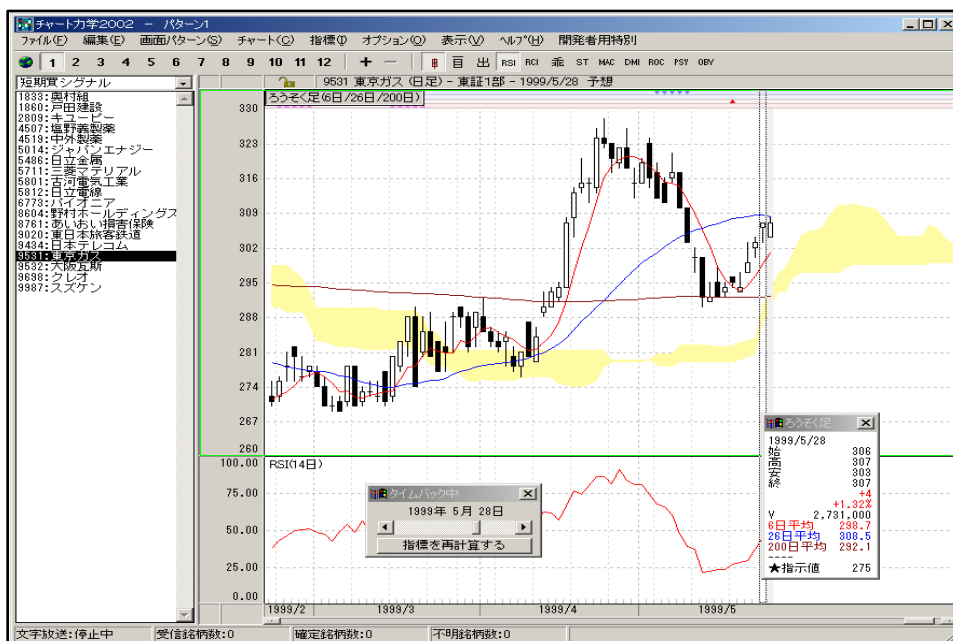 チャート力学2002 － パターン1
ファイル(F) 編集(E) 画面パターン(S) チャート(C) 指標(I) オプション(O) 表示(V) ヘルプ(H) 開発者用特別
1 2 3 4 5 6 7 8 9 10 11 12 + － 目 出 RSI RCI 乖 ST MAC DMI ROC PSY OBV
短期買シグナル
9531 東京ガス (日足) - 東証1部 - 1999/5/28 予想
1833:奥村組
1860:戸田建設
2809:キユーピー
4507:塩野義製薬
4519:中外製薬
5014:ジャパンエナジー
5486:日立金属
5711:三菱マテリアル
5801:古河電気工業
5812:日立電線
6773:パイオニア
8604:野村ホールディングス
8761:あいおい損害保険
9020:東日本旅客鉄道
9434:日本テレコム
9531:東京ガス
9532:大阪瓦斯
9698:クレオ
9987:スズケン
ろうそく足(6日/26日/200日)
330
323
316
309
302
295
288
281
274
267
260
RSI(14日)
100.00
75.00
50.00
25.00
0.00
タイムバック中
1999年 5月 28日
指標を再計算する
ろうそく足
1999/5/28
始 306
高 307
安 303
終 307
+4
+1.32%
V 2,731,000
6日平均 298.7
26日平均 308.5
200日平均 292.1
----
★指示値 275
1999/2 1999/3 1999/4 1999/5
文字放送:停止中 受信銘柄数:0 確定銘柄数:0 不明銘柄数:0